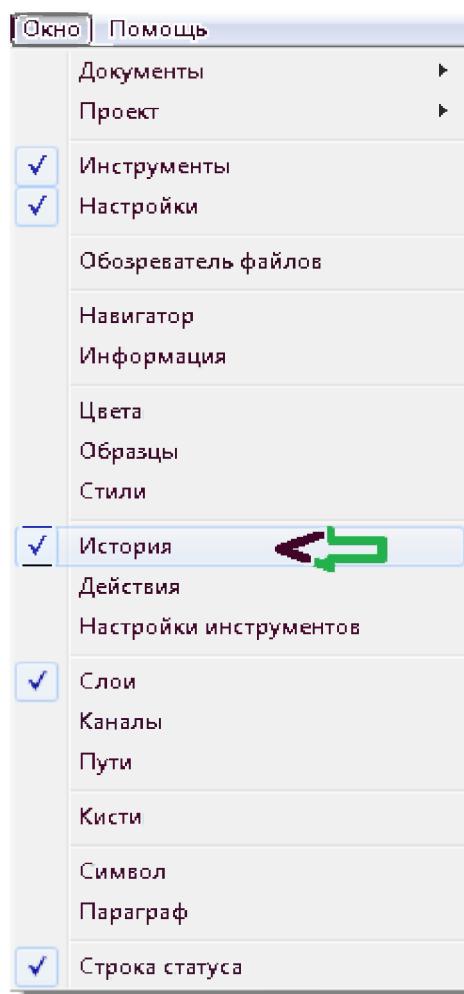 Окно Помощь
Документы
Проект
Инструменты
Настройки
Обозреватель файлов
Навигатор
Информация
Цвета
Образцы
Стили
История
Действия
Настройки инструментов
Слои
Каналы
Пути
Кисти
Символ
Параграф
Строка статуса